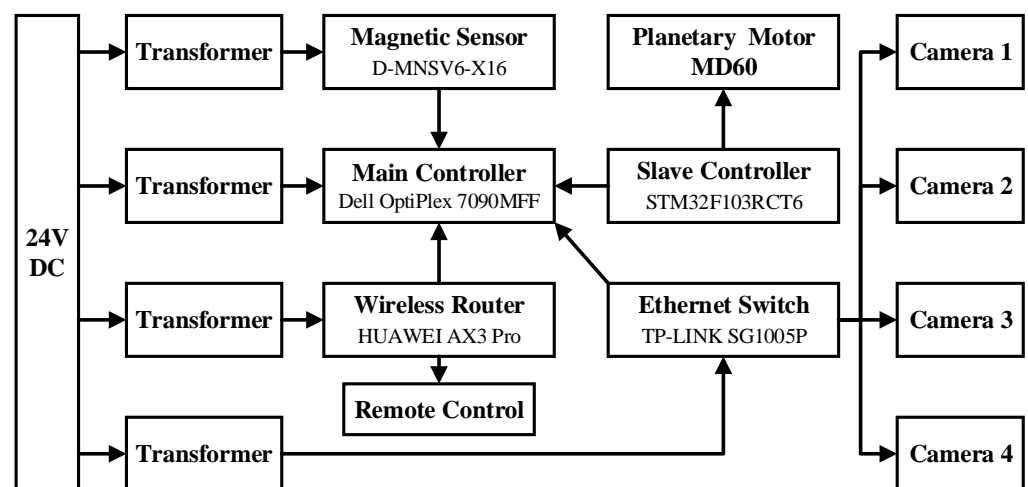 24V
DC
Transformer
Magnetic Sensor
D-MNSV6-X16
Planetary Motor
MD60
Camera 1
Transformer
Main Controller
Dell OptiPlex 7090MFF
Slave Controller
STM32F103RCT6
Camera 2
Transformer
Wireless Router
HUAWEI AX3 Pro
Ethernet Switch
TP-LINK SG1005P
Camera 3
Remote Control
Transformer
Camera 4